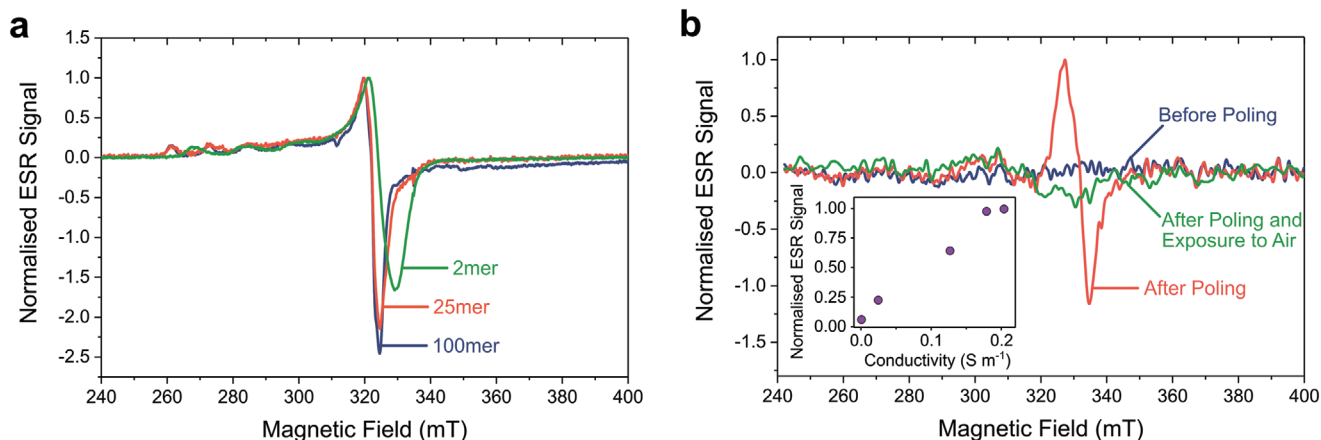 a
1.5
1.0
0.5
0.0
-0.5
-1.0
-1.5
-2.0
-2.5
Normalised ESR Signal
2mer
25mer
100mer
240 260 280 300 320 340 360 380 400
Magnetic Field (mT)
b
1.0
0.5
0.0
-0.5
-1.0
-1.5
Normalised ESR Signal
Before Poling
After Poling and
Exposure to Air
After Poling
1.00
0.75
0.50
0.25
0.00
Normalised ESR Signal
0.0 0.1 0.2
Conductivity (S m⁻¹)
240 260 280 300 320 340 360 380 400
Magnetic Field (mT)